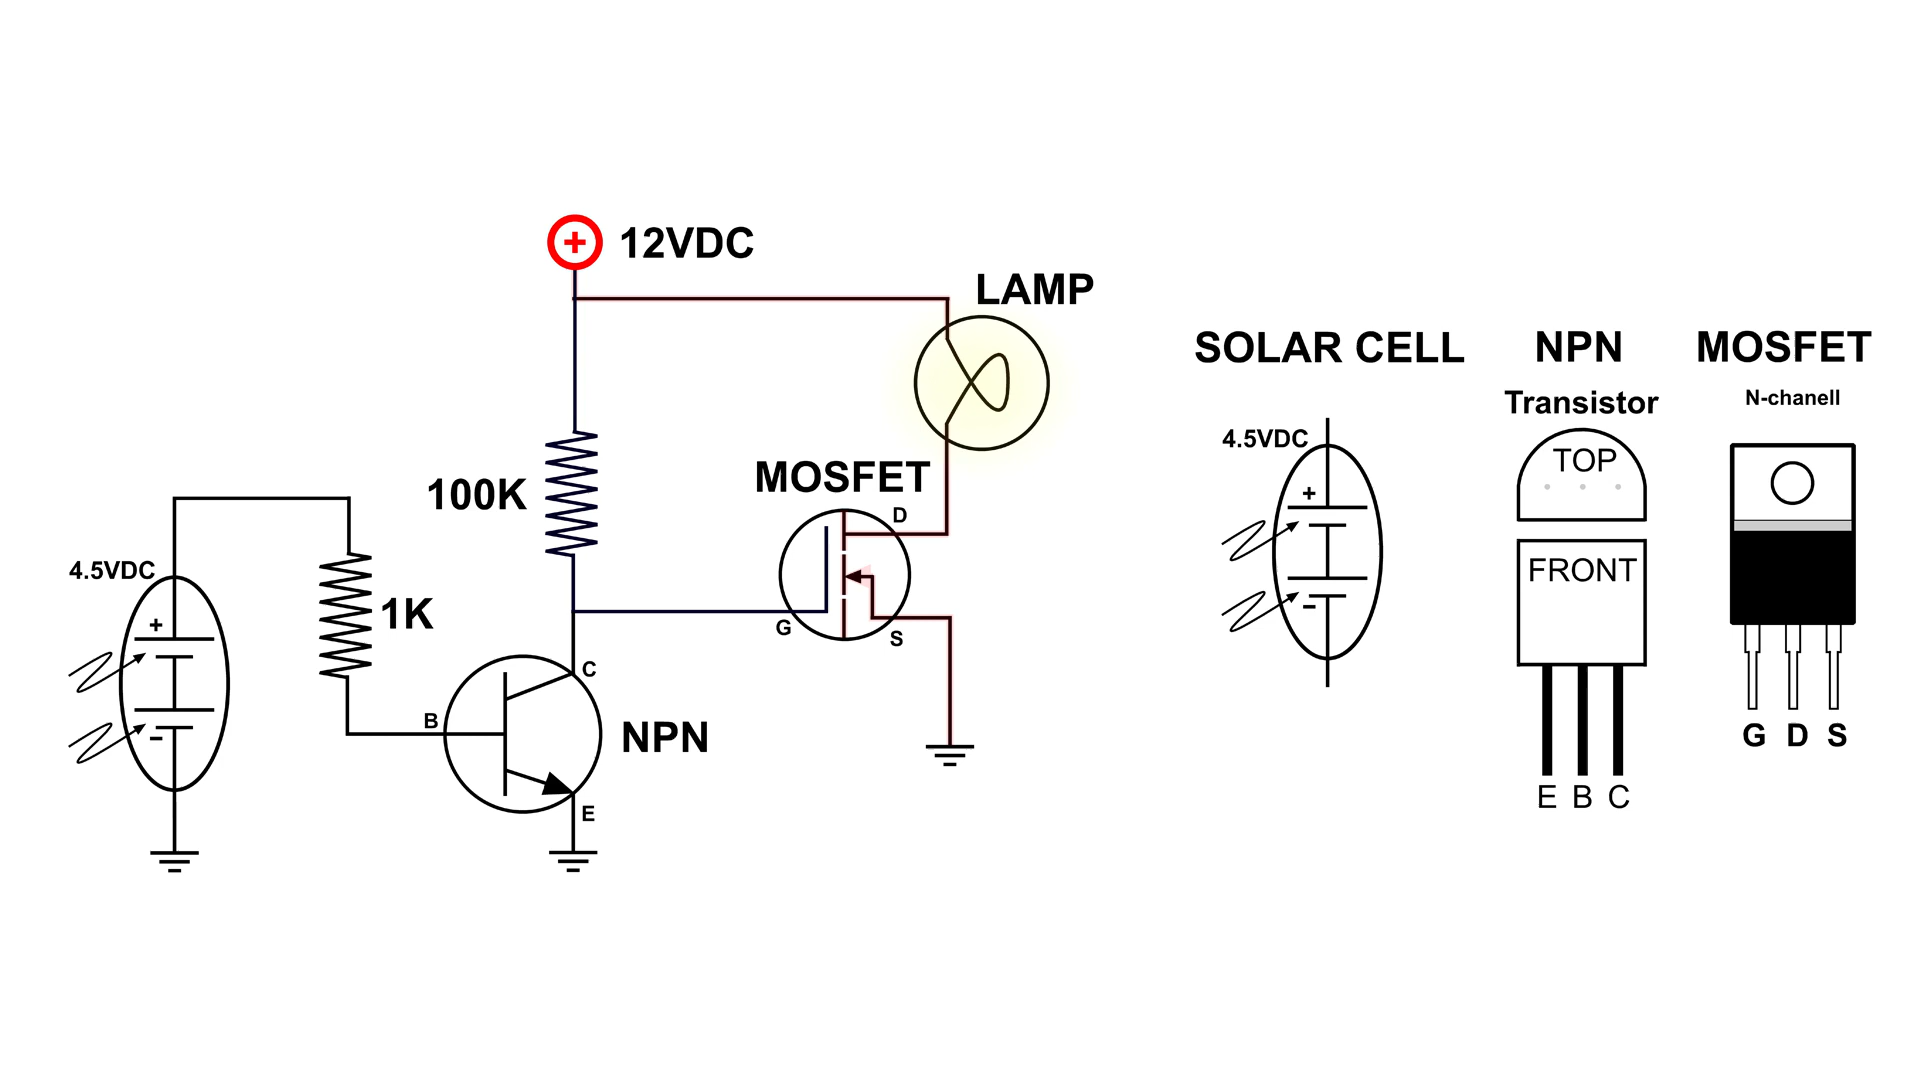 12VDC
LAMP
MOSFET
D
G
S
100K
4.5VDC
+
-
1K
B
C
NPN
E
SOLAR CELL
4.5VDC
+
-
NPN
Transistor
TOP
FRONT
E B C
MOSFET
N-chanell
G D S